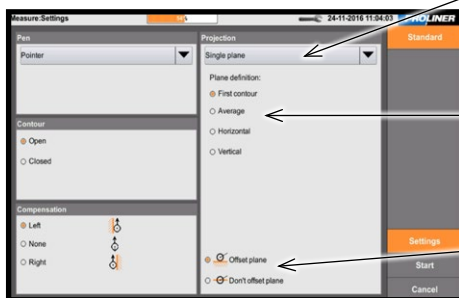 Measure:Settings
24-11-2016 11:04:03
PROLINER
Pen
Pointer
Contour
Open
Closed
Compensation
Left
None
Right
Projection
Single plane
Plane definition:
First contour
Average
Horizontal
Vertical
Offset plane
Don't offset plane
Standard
Settings
Start
Cancel